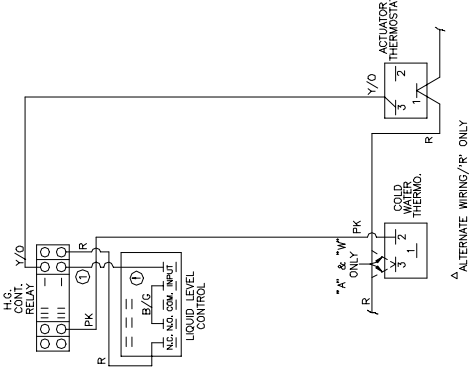 ACTUATOR
THERMOSTAT
2
3
1
Y/O
R
COLD
WATER
THERMO.
2
3
1
PK
"A" & "W"
ONLY
R
△ ALTERNATE WIRING/'R' ONLY
H.G.
CONT.
RELAY
Y/O
R
1
PK
R
LIQUID LEVEL
CONTROL
N.C. N.O. COM. INPUT
B/G